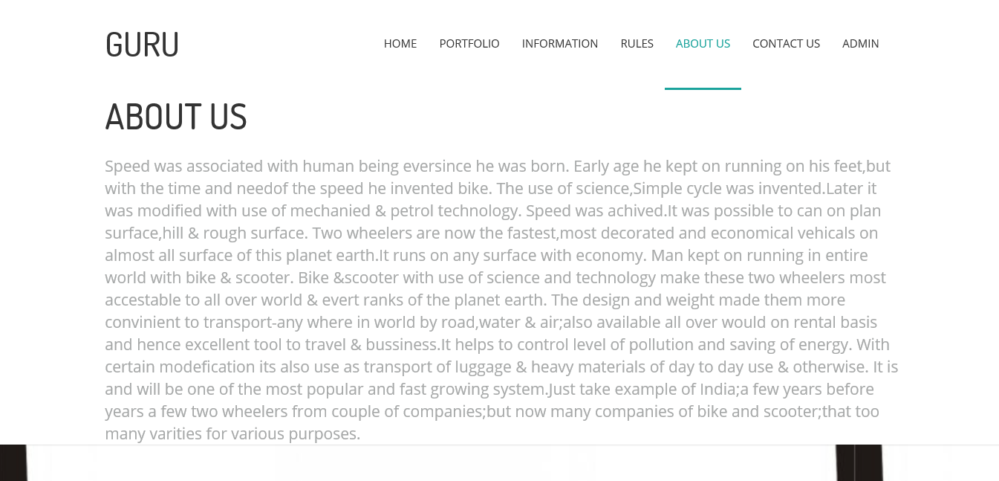 GURU
HOME PORTFOLIO INFORMATION RULES ABOUT US CONTACT US ADMIN
ABOUT US
Speed was associated with human being eversince he was born. Early age he kept on running on his feet,but
with the time and needof the speed he invented bike. The use of science,Simple cycle was invented.Later it
was modified with use of mechanied & petrol technology. Speed was achived.It was possible to can on plan
surface,hill & rough surface. Two wheelers are now the fastest,most decorated and economical vehicals on
almost all surface of this planet earth.It runs on any surface with economy. Man kept on running in entire
world with bike & scooter. Bike &scooter with use of science and technology make these two wheelers most
accestable to all over world & evert ranks of the planet earth. The design and weight made them more
convinient to transport-any where in world by road,water & air;also available all over would on rental basis
and hence excellent tool to travel & bussiness.It helps to control level of pollution and saving of energy. With
certain modefication its also use as transport of luggage & heavy materials of day to day use & otherwise. It is
and will be one of the most popular and fast growing system.Just take example of India;a few years before
years a few two wheelers from couple of companies;but now many companies of bike and scooter;that too
many varities for various purposes.